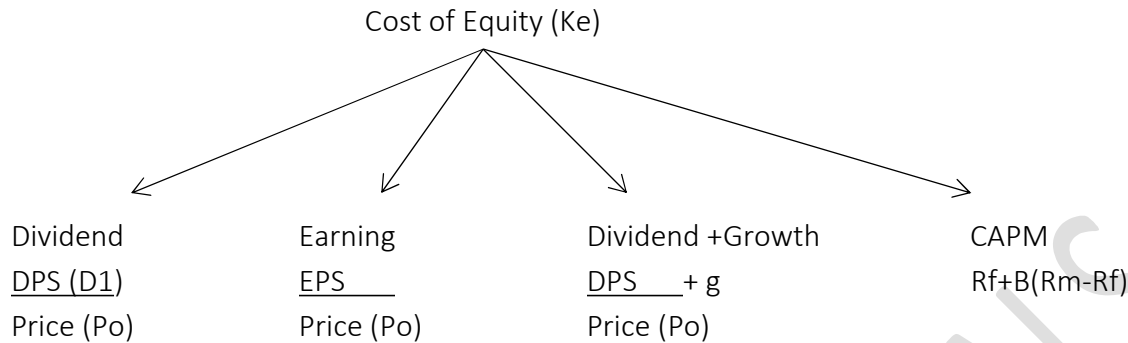 Cost of Equity (Ke)
Dividend Earning Dividend +Growth CAPM
DPS (D1) EPS DPS + g Rf+B(Rm-Rf)
Price (Po) Price (Po) Price (Po)